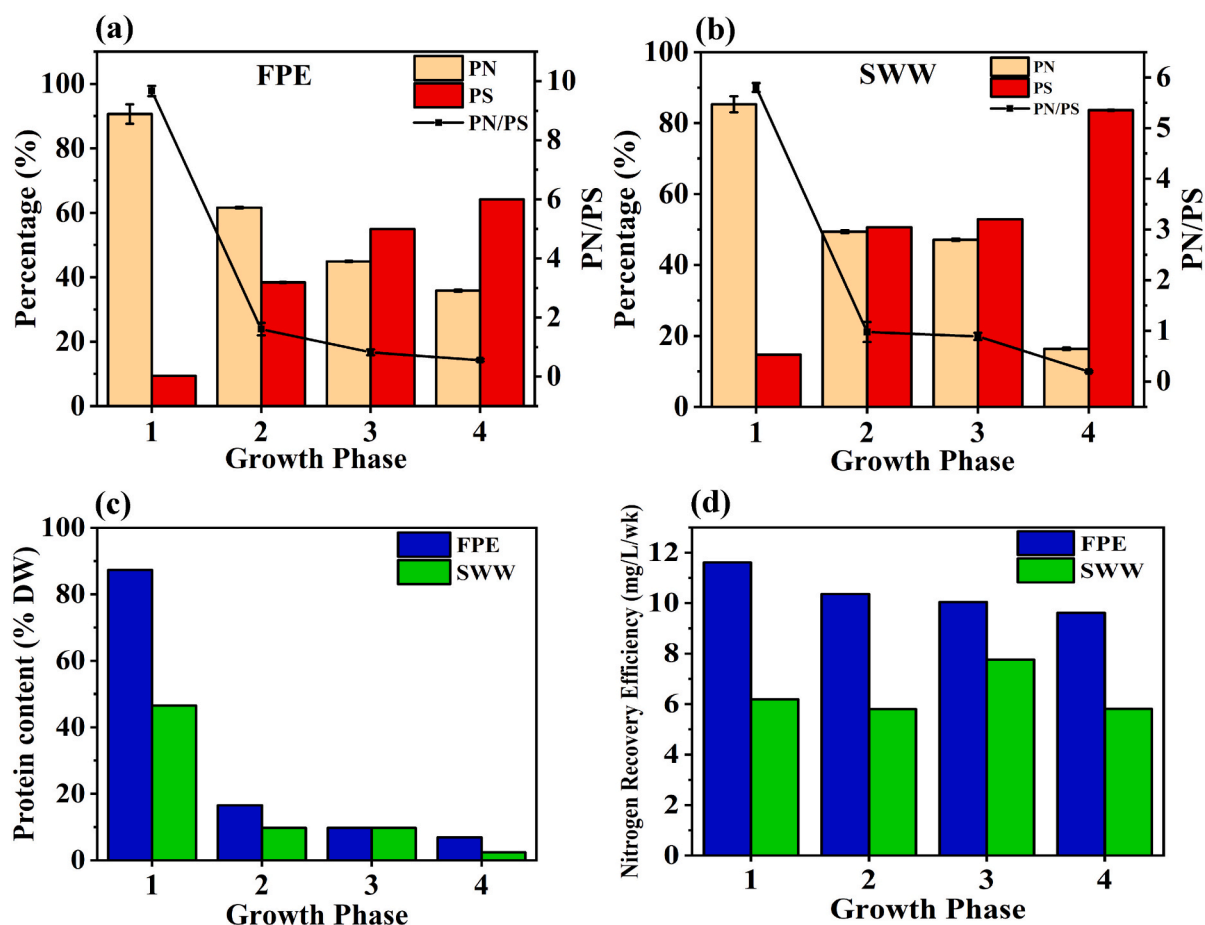 (a)
FPE
PN
PS
PN/PS
Percentage (%)
0
20
40
60
80
100
PN/PS
0
2
4
6
8
10
1 2 3 4
Growth Phase
(b)
SWW
PN
PS
PN/PS
Percentage (%)
0
20
40
60
80
100
PN/PS
0
1
2
3
4
5
6
1 2 3 4
Growth Phase
(c)
FPE
SWW
Protein content (% DW)
0
20
40
60
80
100
1 2 3 4
Growth Phase
(d)
FPE
SWW
Nitrogen Recovery Efficiency (mg/L/wk)
0
2
4
6
8
10
12
1 2 3 4
Growth Phase